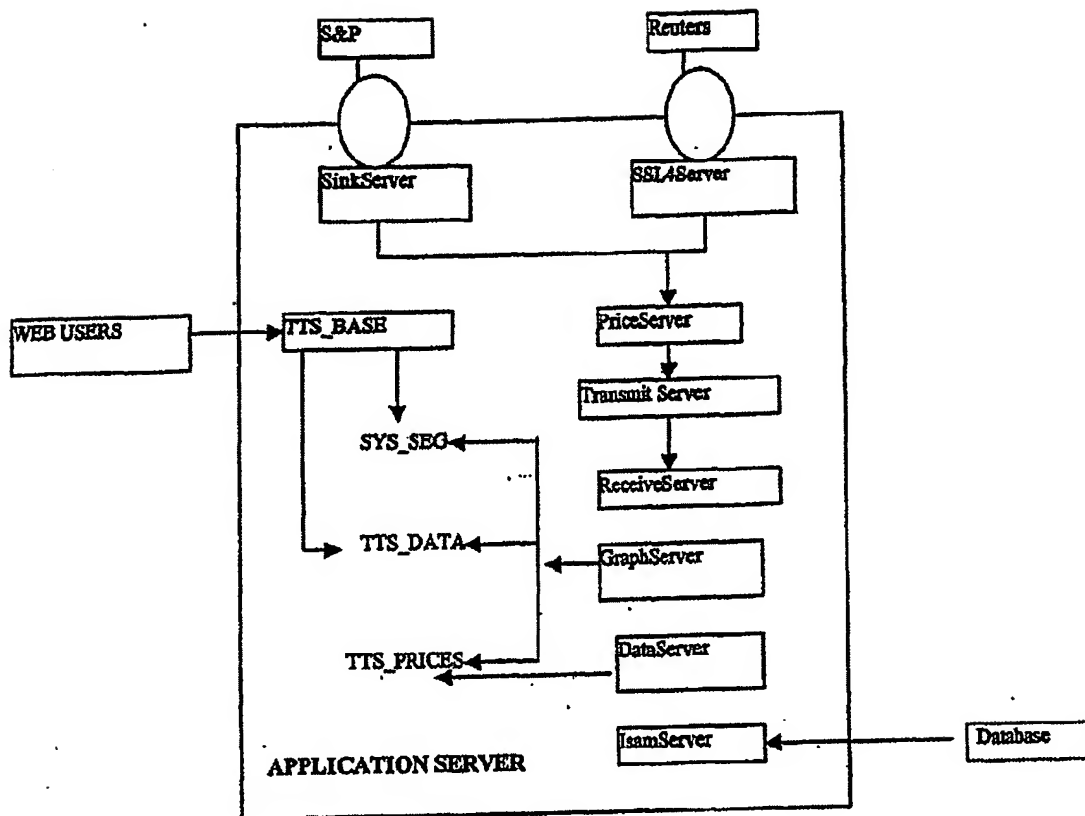 S&P
Reuters
SinkServer
SSL4Server
WEB USERS
TTS_BASE
PriceServer
Transmit Server
SYS_SEG
ReceiveServer
TTS_DATA
GraphServer
TTS_PRICES
DataServer
IsamServer
Database
APPLICATION SERVER